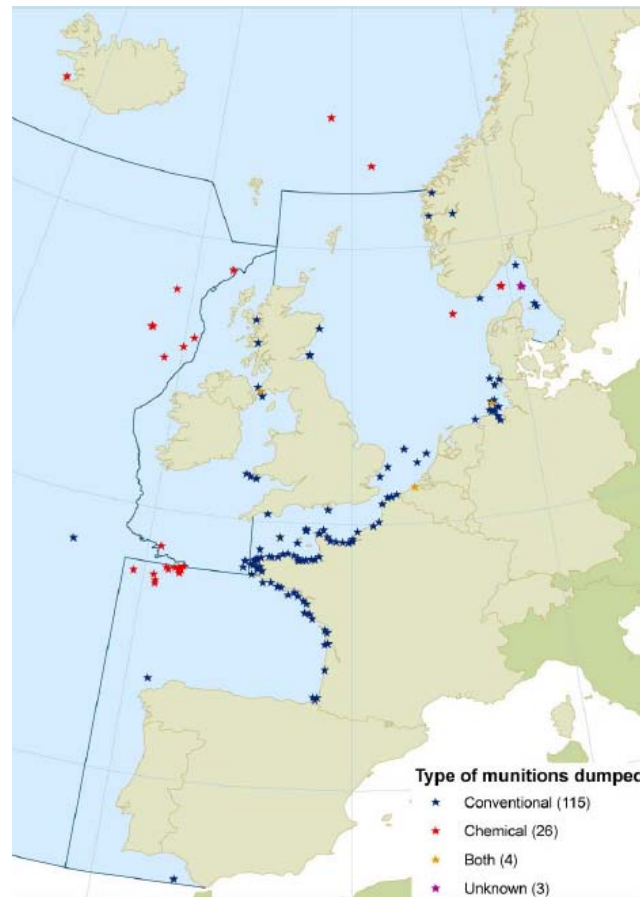 Type of munitions dumped
Conventional (115)
Chemical (26)
Both (4)
Unknown (3)